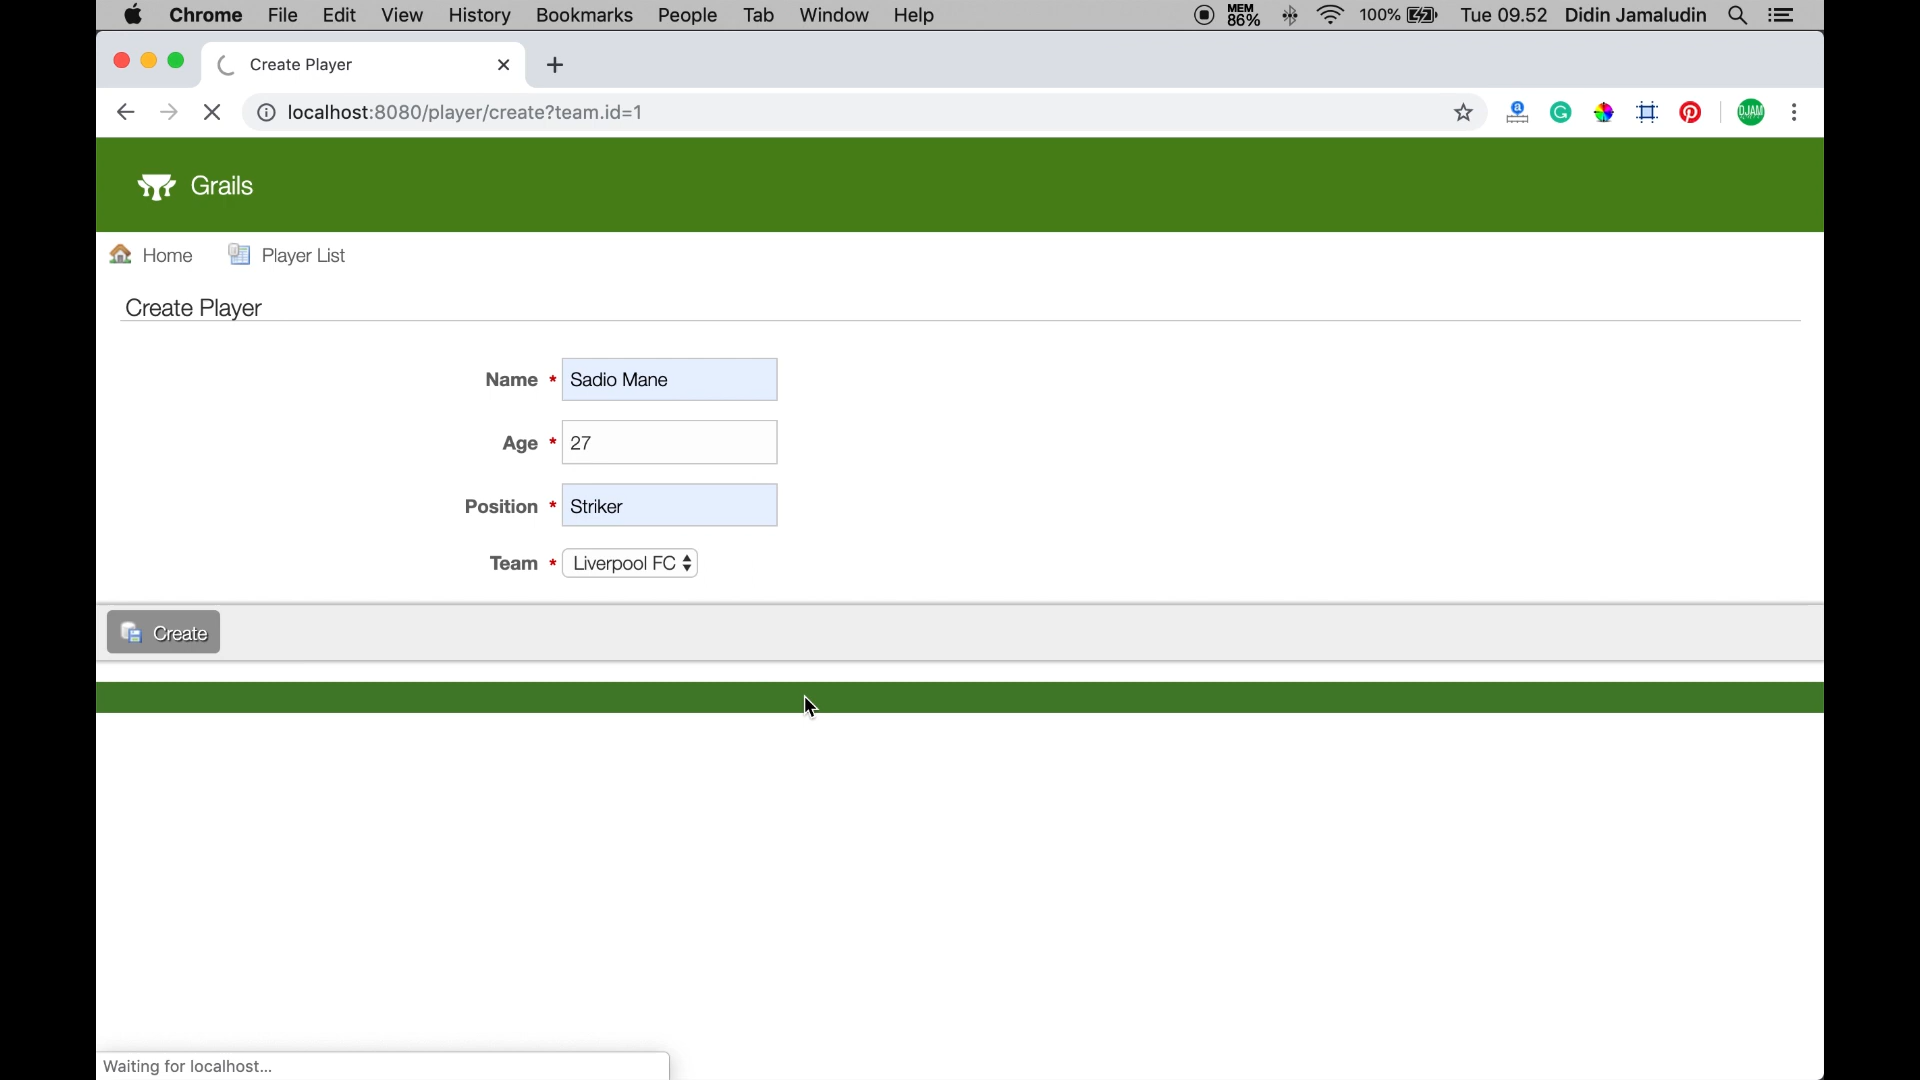 Chrome File Edit View History Bookmarks People Tab Window Help MEM 86% 100% Tue 09.52 Didin Jamaludin
Create Player
localhost:8080/player/create?team.id=1
DJAM
Grails
Home Player List
Create Player
Name * Sadio Mane
Age * 27
Position * Striker
Team * Liverpool FC
Create
Waiting for localhost...